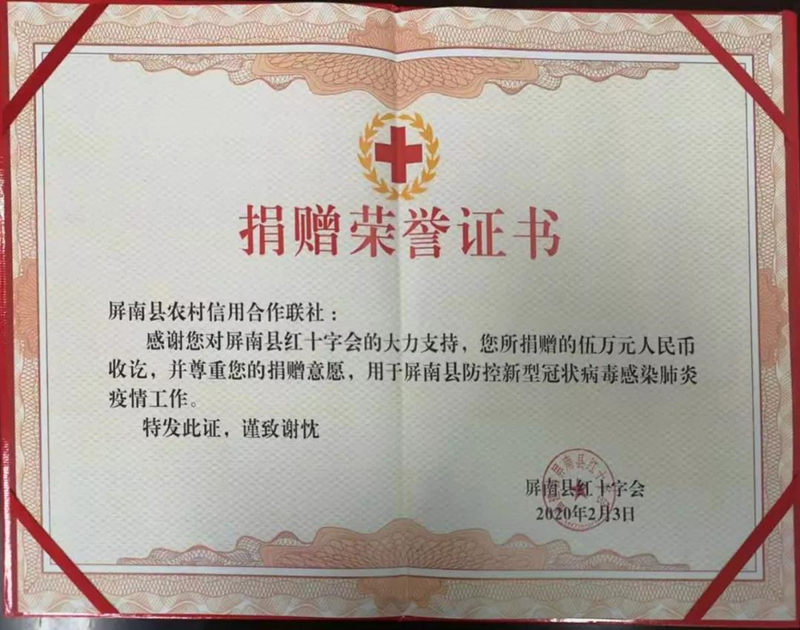 捐赠荣誉证书
屏南县农村信用合作联社：
感谢您对屏南县红十字会的大力支持，您所捐赠的伍万元人民币
收讫，并尊重您的捐赠意愿，用于屏南县防控新型冠状病毒感染肺炎
疫情工作。
特发此证，谨致谢忱
屏南县红十字会
2020年2月3日